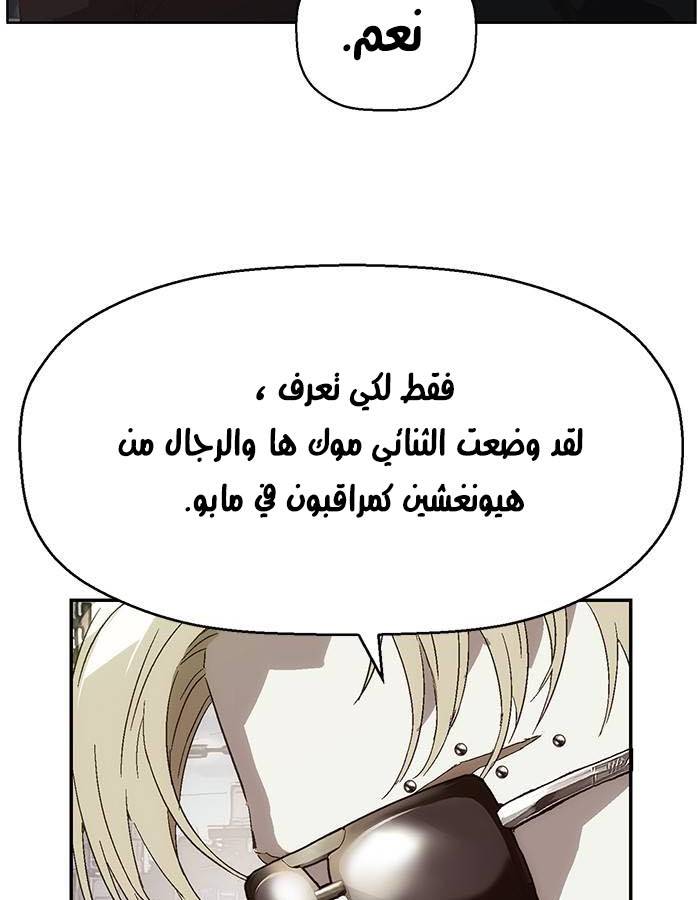 نعم.
فقط لكي تعرف ،
لقد وضعت الثنائي موك ها والرجال من
هيونغشين كمراقبون في مابو.